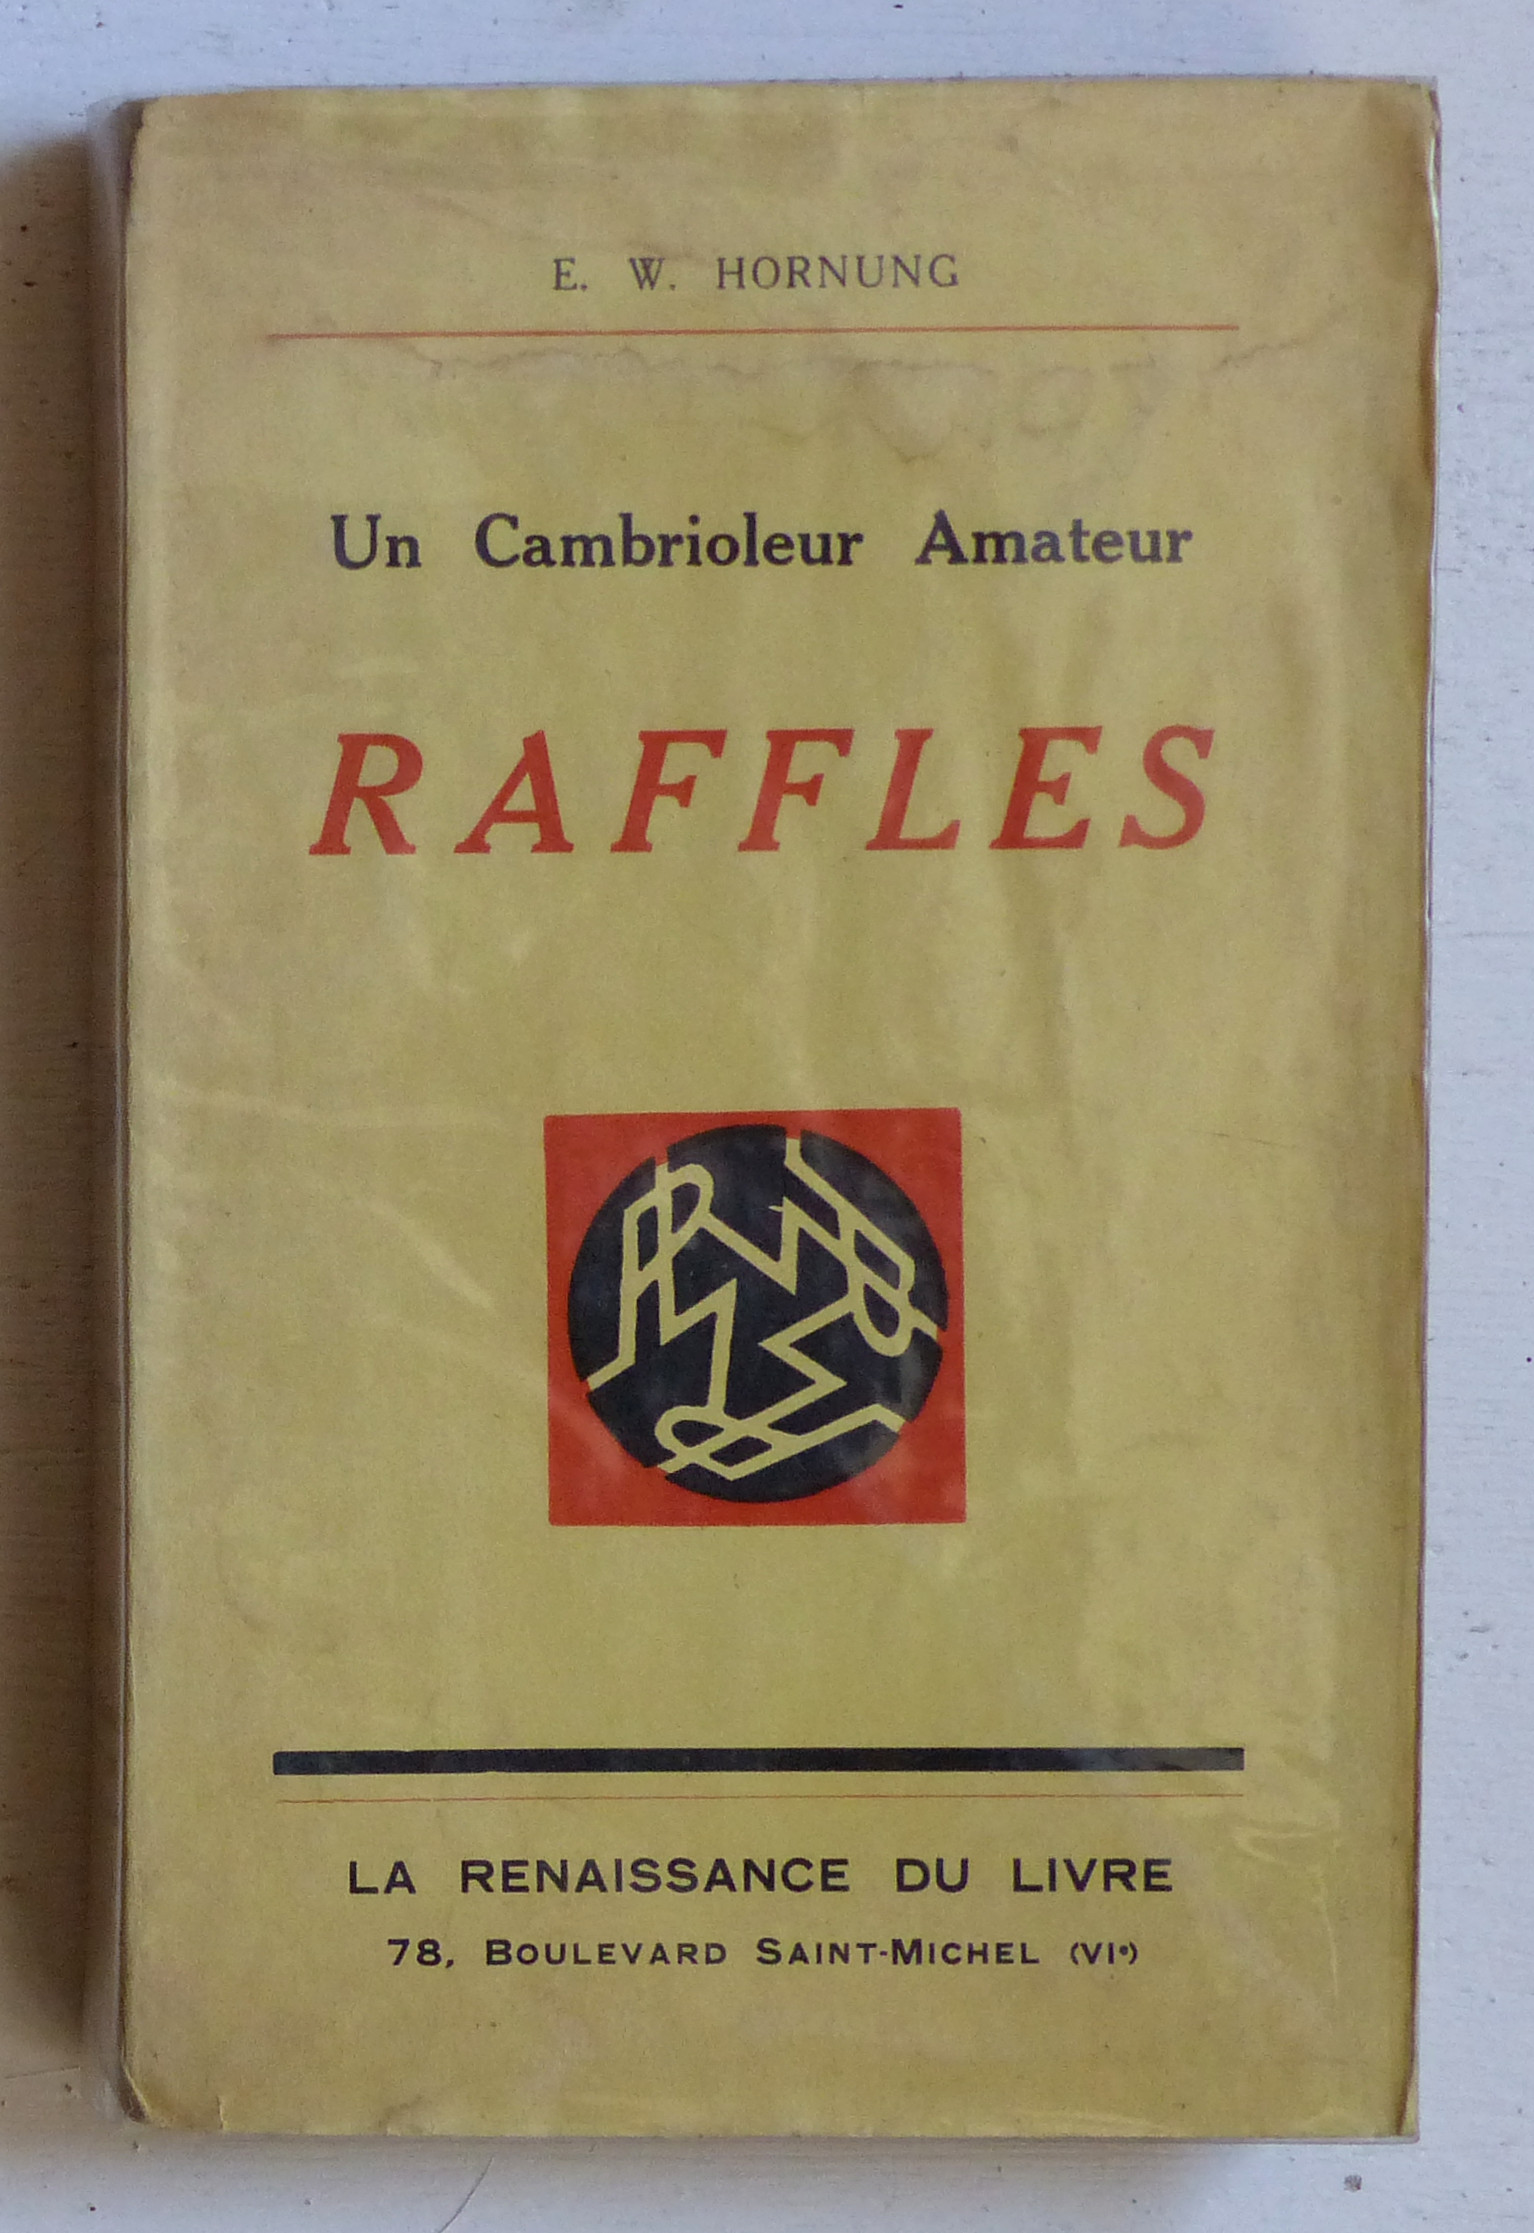 E. W. HORNUNG
Un Cambrioleur Amateur
RAFFLES
LA RENAISSANCE DU LIVRE
78, BOULEVARD SAINT-MICHEL (VIe)